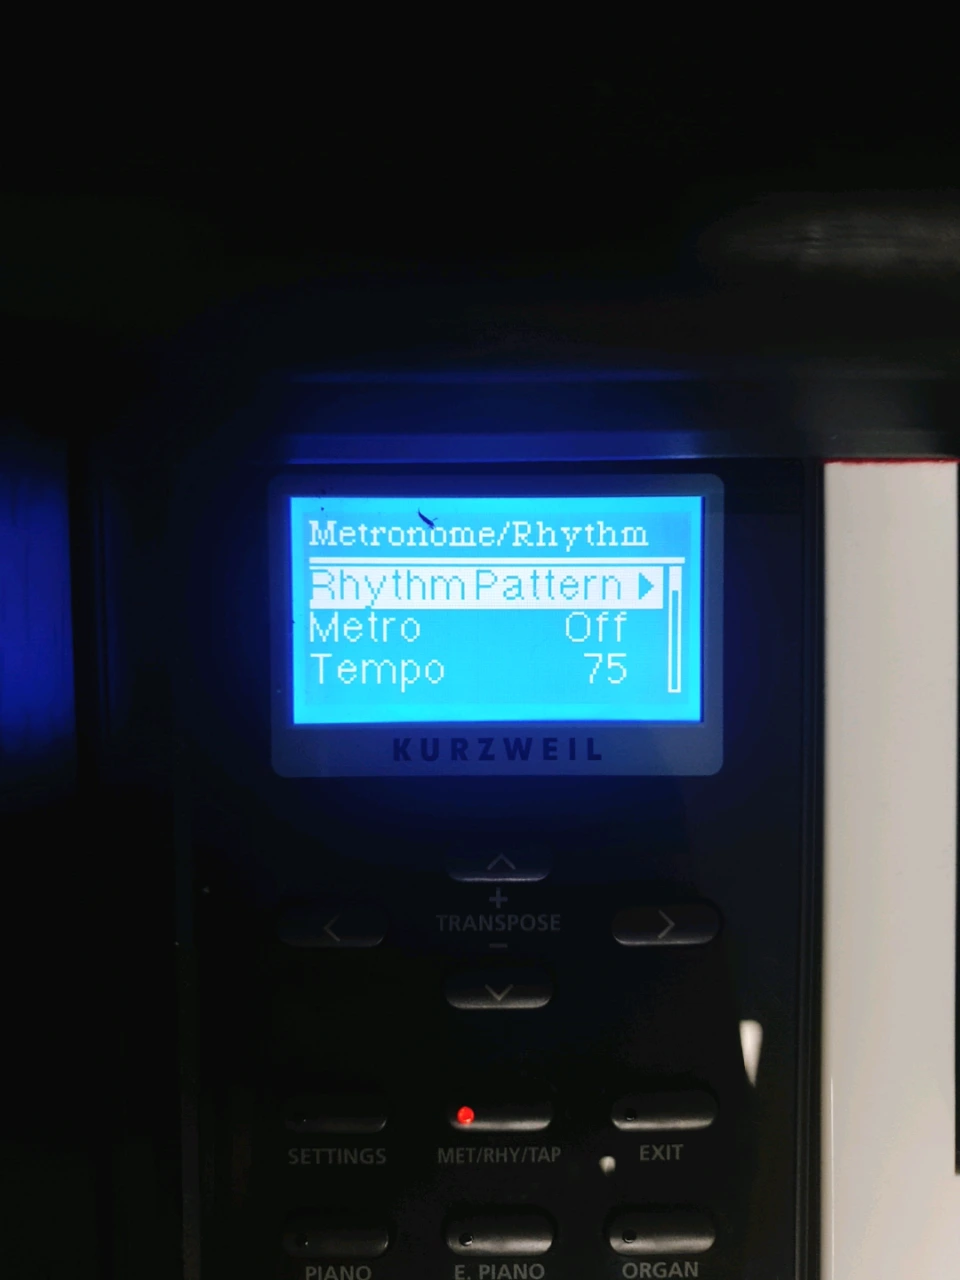 Metronome/Rhythm
Rhythm Pattern
Metro Off
Tempo 75
KURZWEIL
+
TRANSPOSE
-
SETTINGS MET/RHY/TAP EXIT
PIANO E. PIANO ORGAN